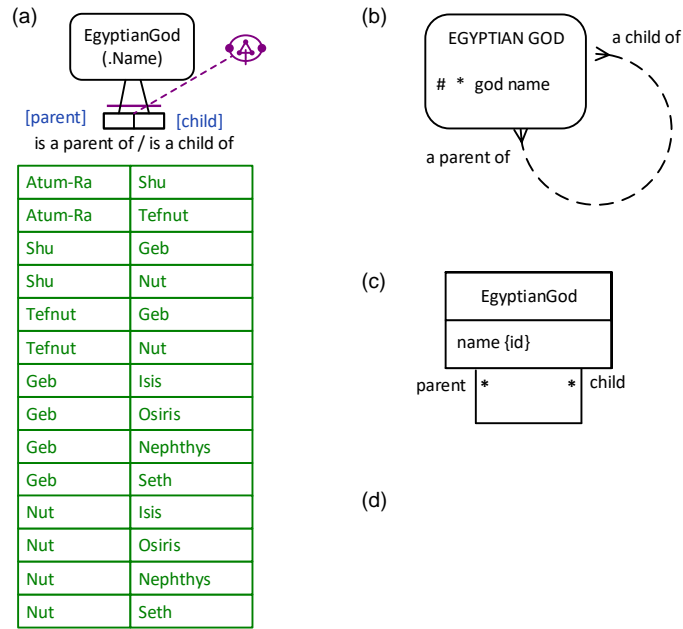 (a)
EgyptianGod
(.Name)
[parent]
[child]
is a parent of / is a child of
Atum-Ra Shu
Atum-Ra Tefnut
Shu Geb
Shu Nut
Tefnut Geb
Tefnut Nut
Geb Isis
Geb Osiris
Geb Nephthys
Geb Seth
Nut Isis
Nut Osiris
Nut Nephthys
Nut Seth
(b)
EGYPTIAN GOD
a child of
# * god name
a parent of
(c)
EgyptianGod
name {id}
parent * * child
(d)